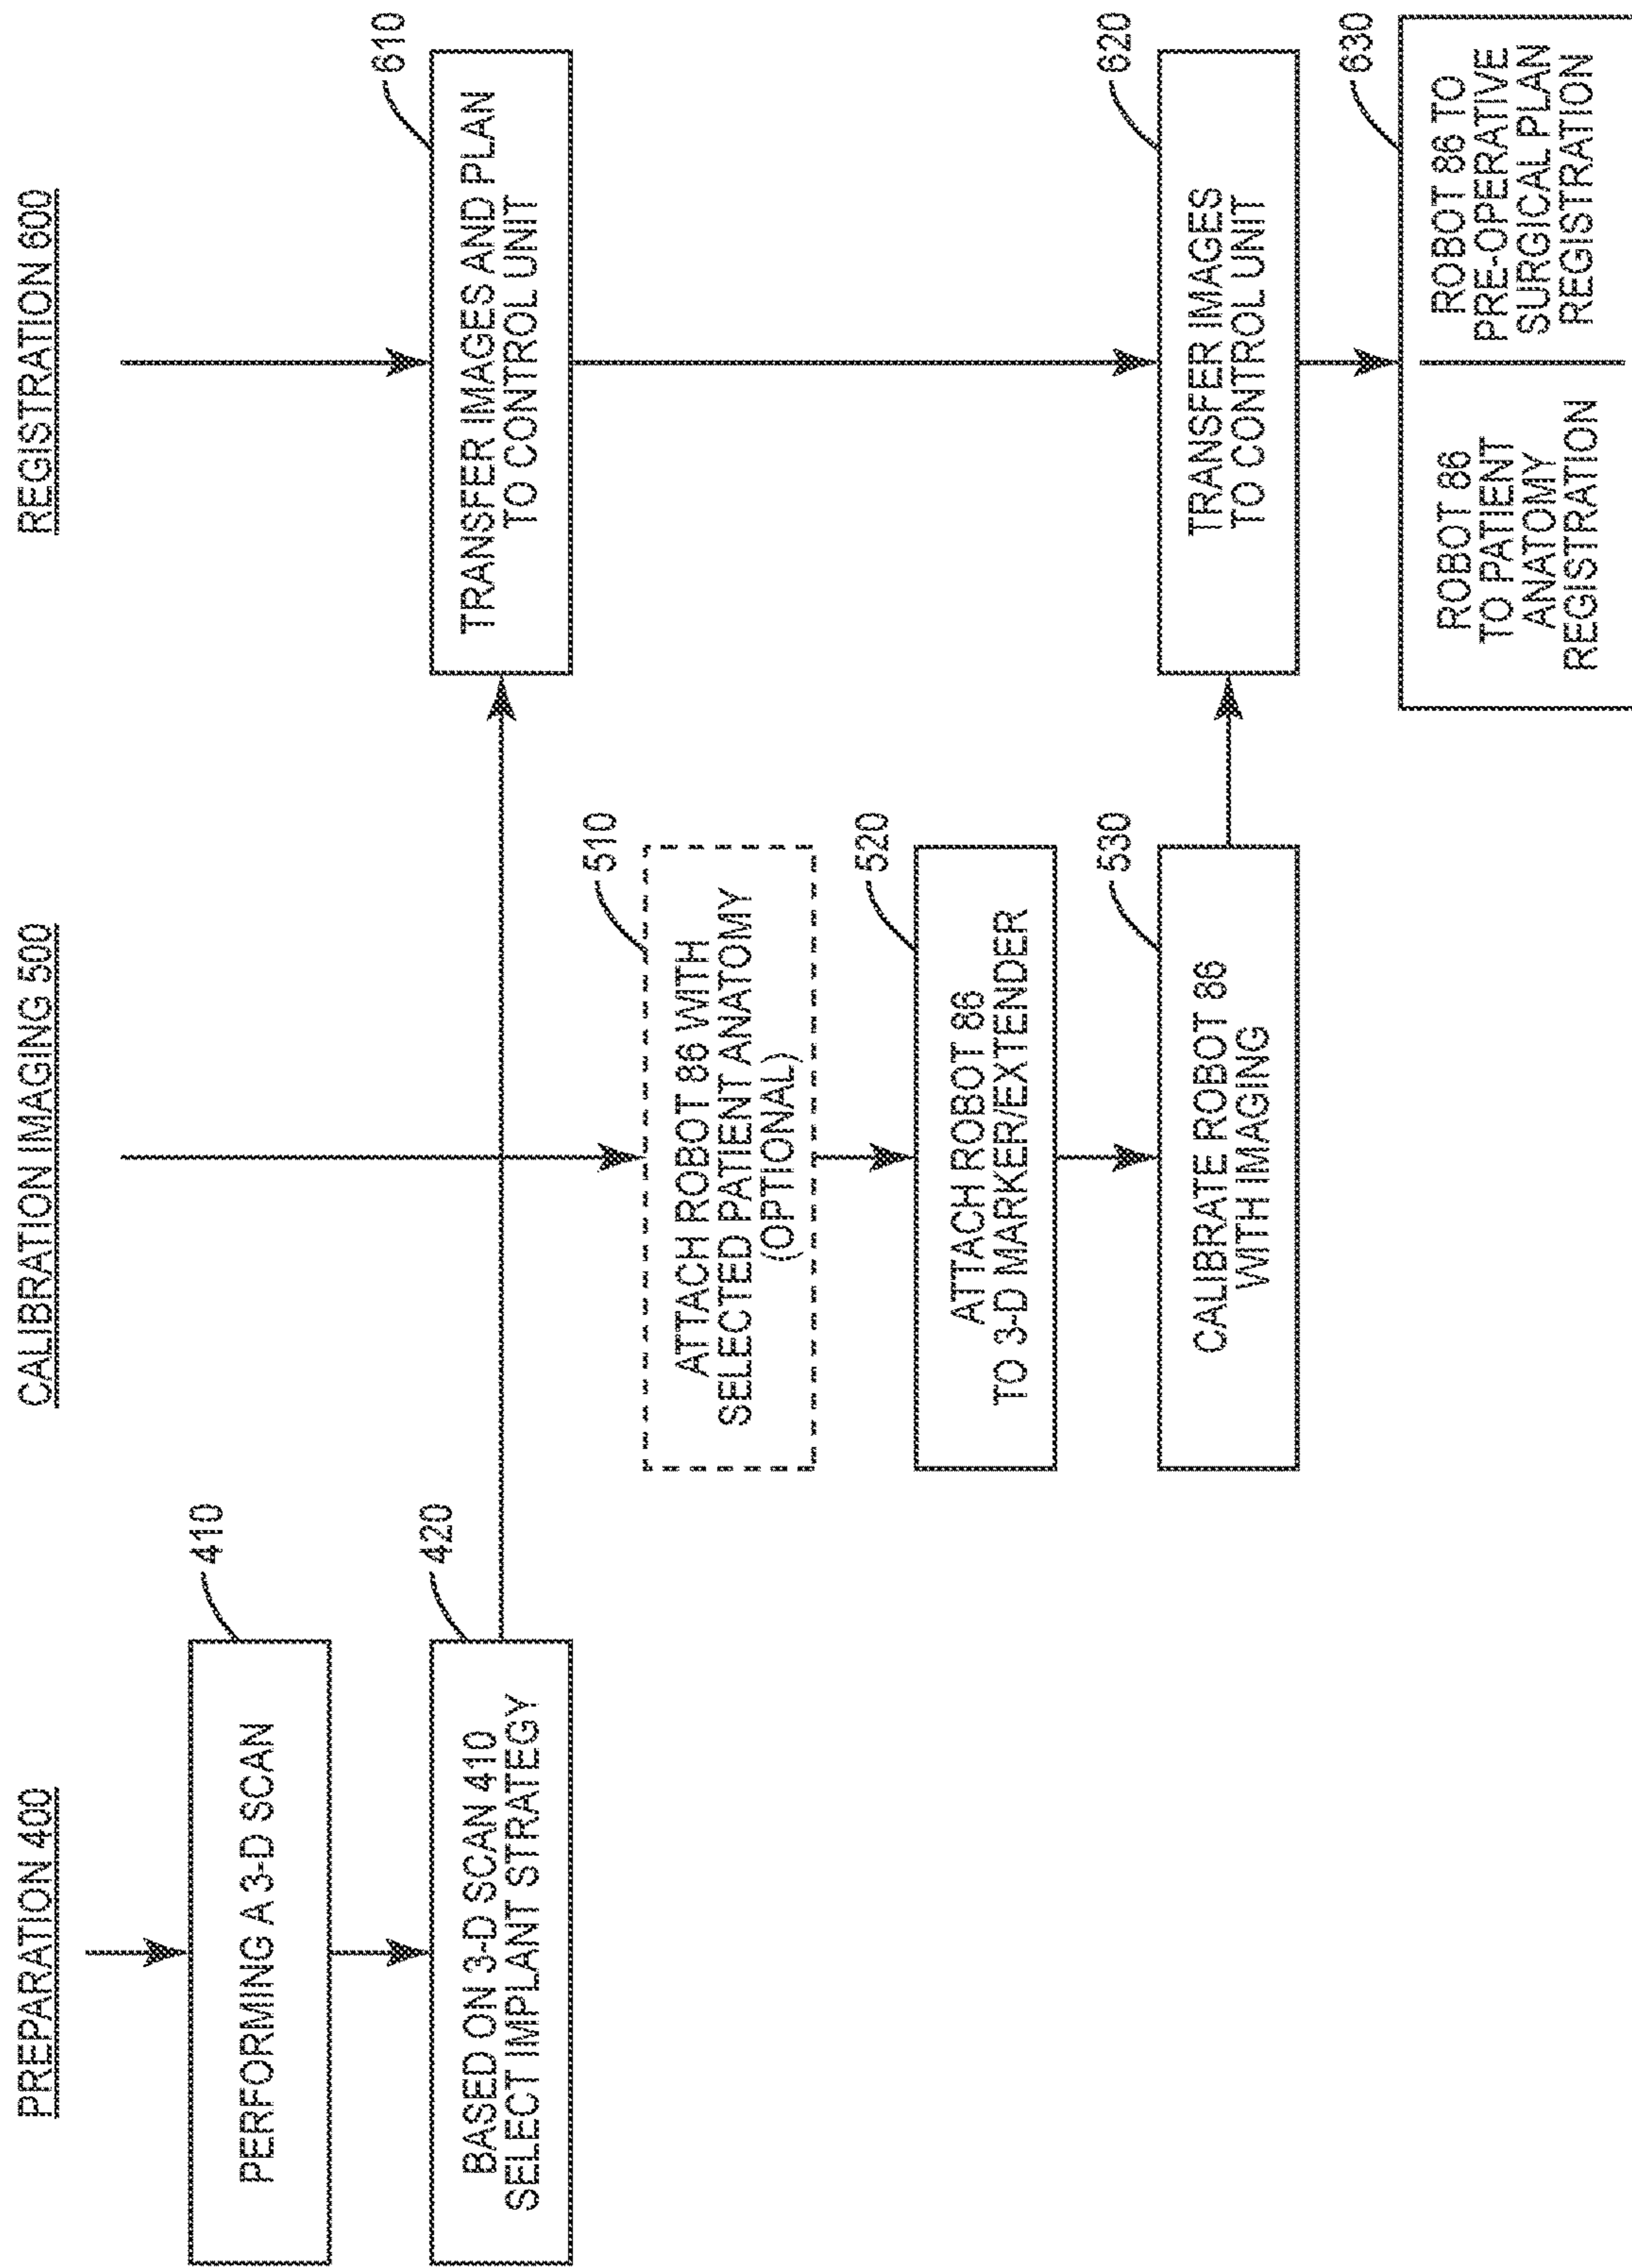 PREPARATION 400
410
PERFORMING A 3-D SCAN
420
BASED ON 3-D SCAN 410
SELECT IMPLANT STRATEGY
CALIBRATION IMAGING 500
510
ATTACH ROBOT 86 WITH
SELECTED PATIENT ANATOMY
(OPTIONAL)
520
ATTACH ROBOT 86
TO 3-D MARKER/EXTENDER
530
CALIBRATE ROBOT 86
WITH IMAGING
REGISTRATION 600
610
TRANSFER IMAGES AND PLAN
TO CONTROL UNIT
620
TRANSFER IMAGES
TO CONTROL UNIT
630
ROBOT 86
TO PATIENT
ANATOMY
REGISTRATION
ROBOT 86 TO
PRE-OPERATIVE
SURGICAL PLAN
REGISTRATION